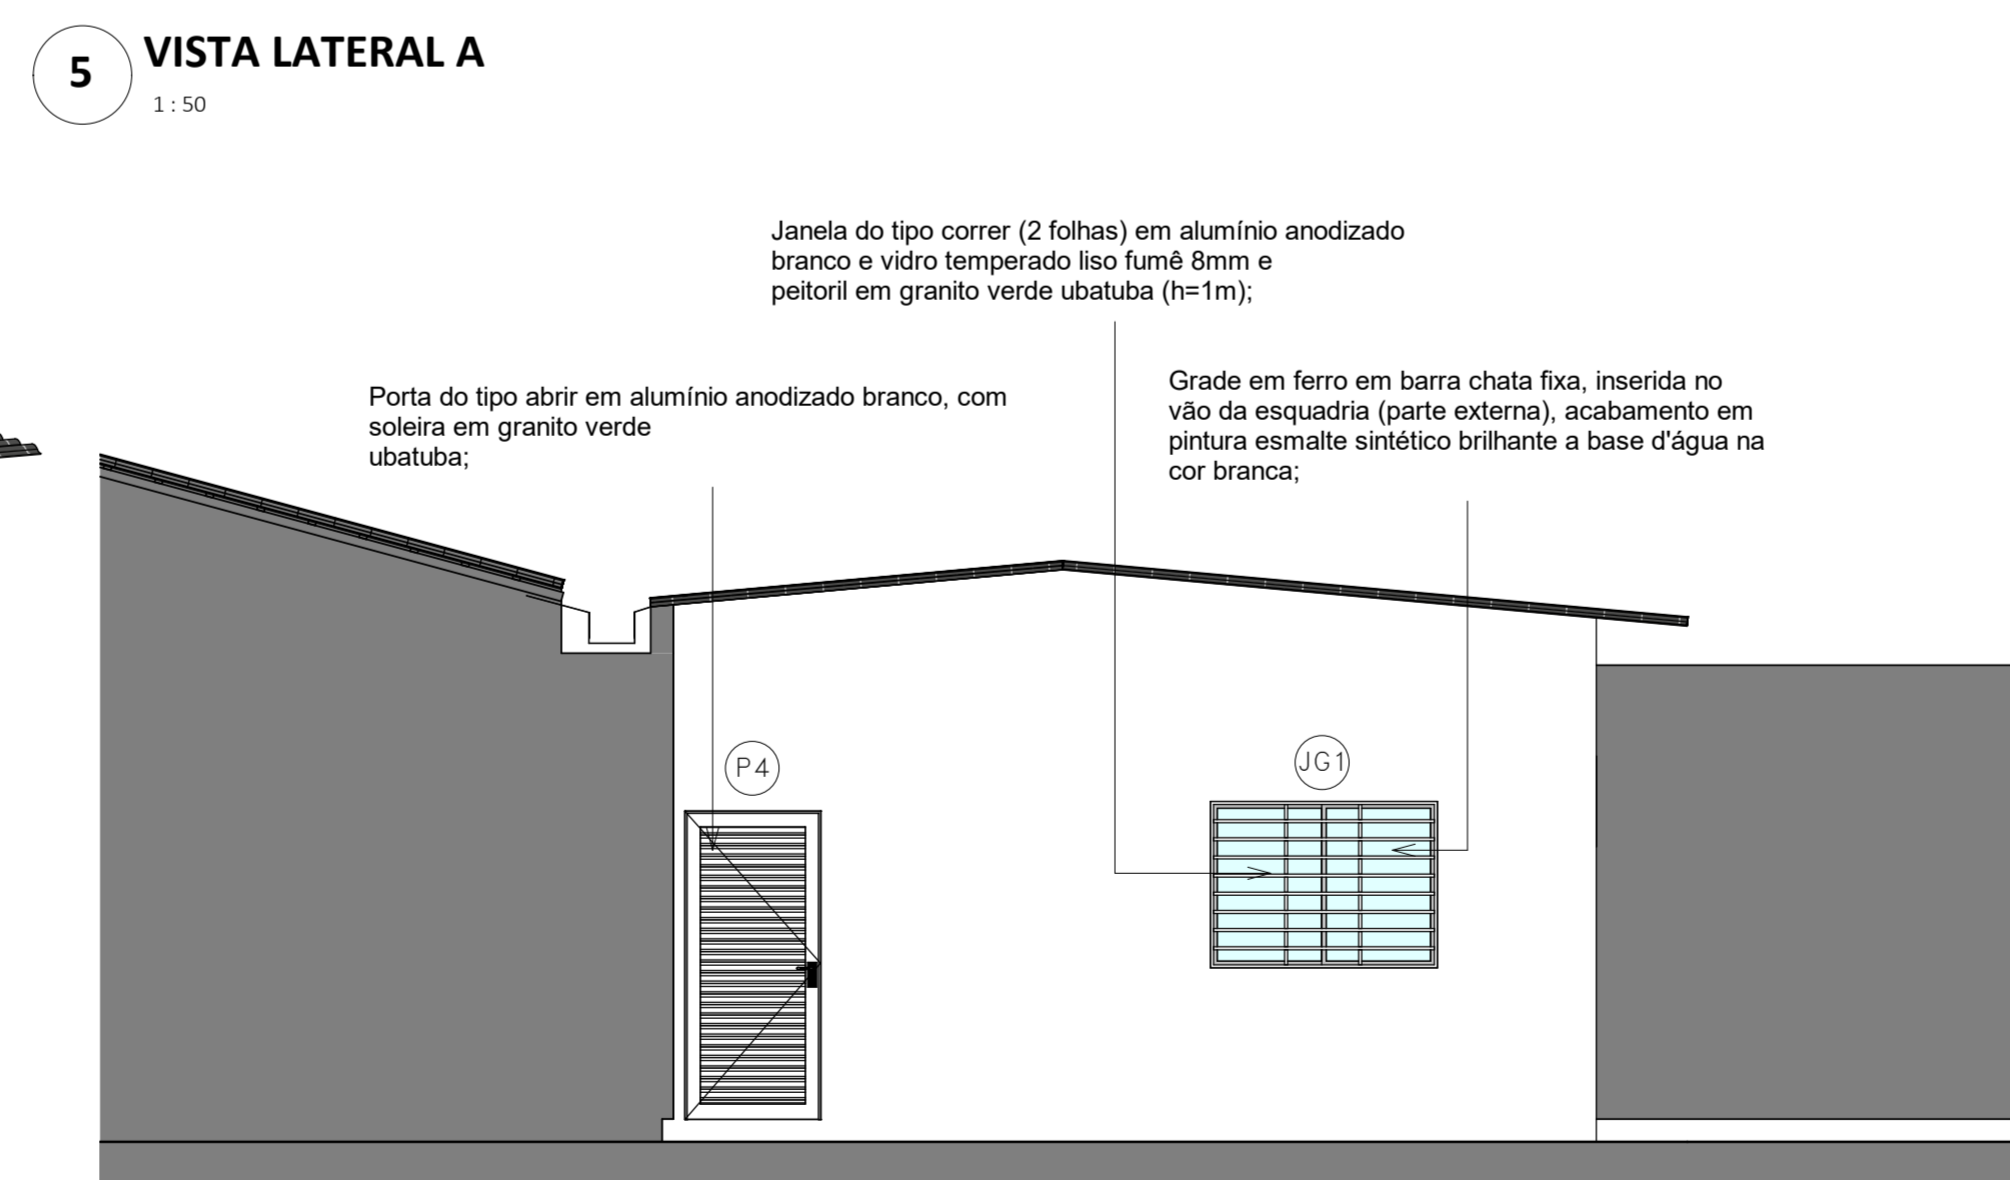 5
VISTA LATERAL A
1 : 50
Janela do tipo correr (2 folhas) em alumínio anodizado
branco e vidro temperado liso fumê 8mm e
peitoril em granito verde ubatuba (h=1m);
Porta do tipo abrir em alumínio anodizado branco, com
soleira em granito verde
ubatuba;
Grade em ferro em barra chata fixa, inserida no
vão da esquadria (parte externa), acabamento em
pintura esmalte sintético brilhante a base d'água na
cor branca;
P4
JG1